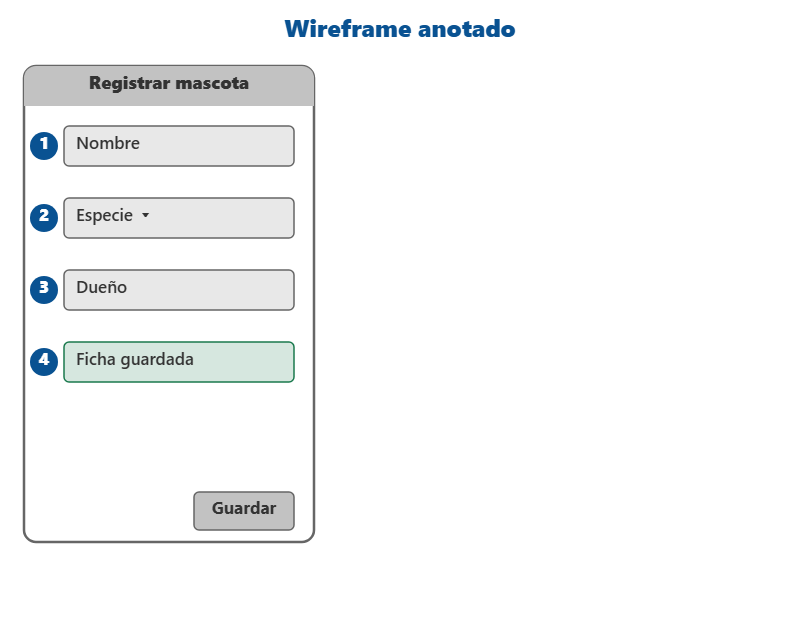 Wireframe anotado
Registrar mascota
1 Nombre
2 Especie
3 Dueño
4 Ficha guardada
Guardar